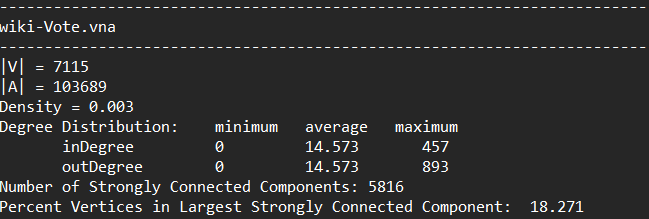 --------------------------------------------------------------------------------
wiki-Vote.vna
--------------------------------------------------------------------------------
|V| = 7115
|A| = 103689
Density = 0.003
Degree Distribution:    minimum   average   maximum
       inDegree         0         14.573      457
       outDegree        0         14.573      893
Number of Strongly Connected Components: 5816
Percent Vertices in Largest Strongly Connected Component:  18.271